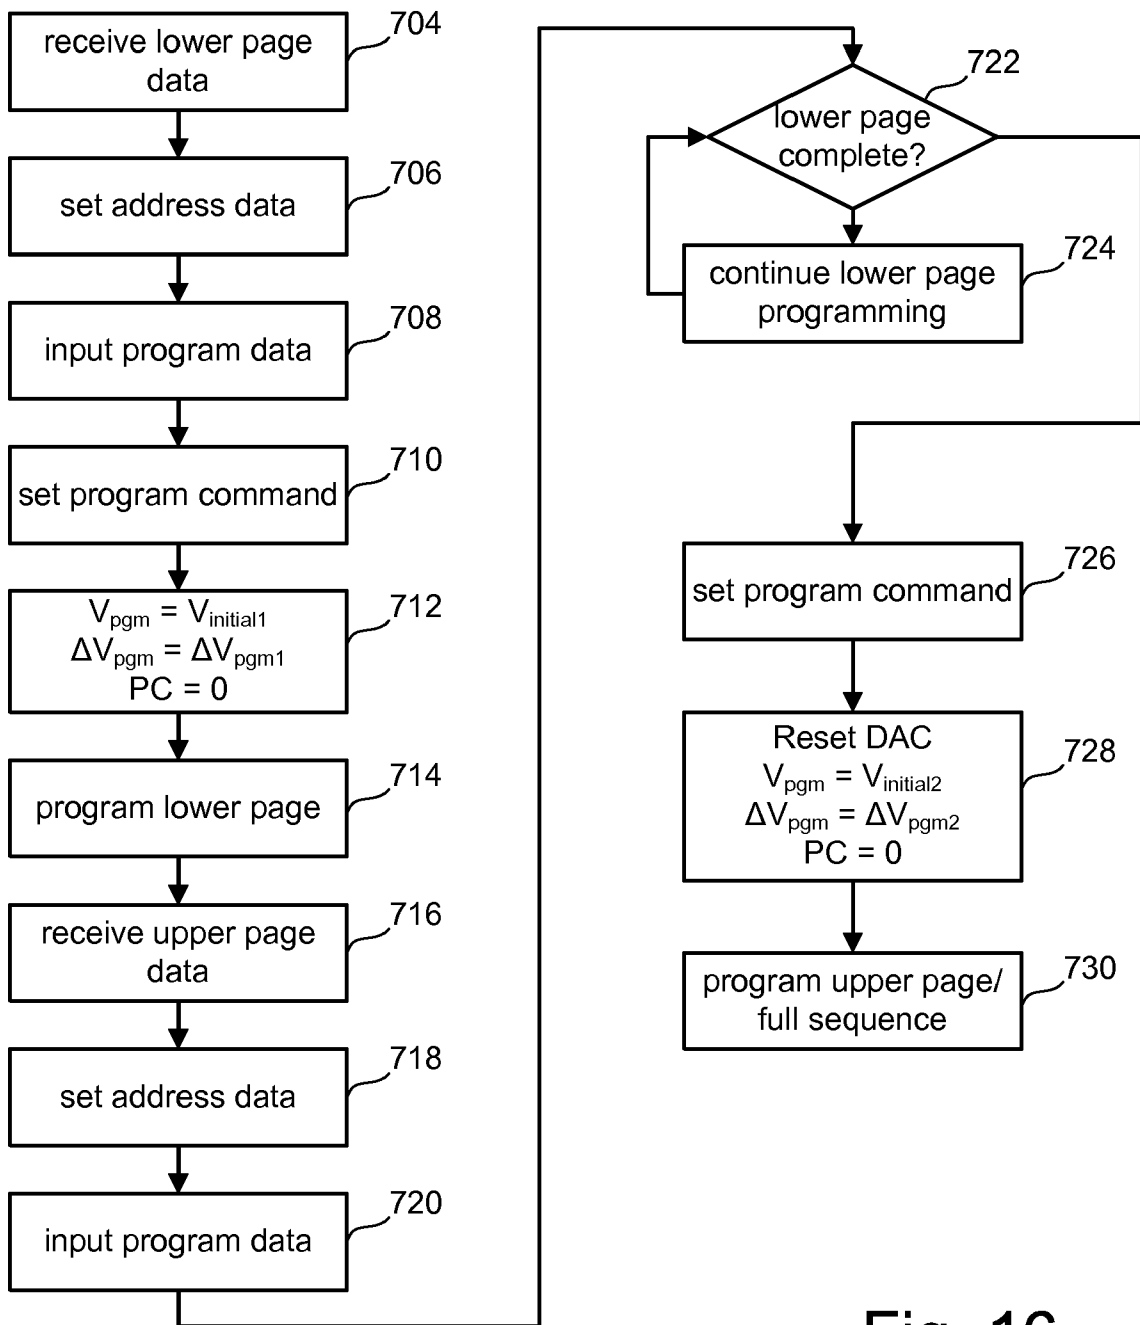 receive lower page
data
704
set address data
706
input program data
708
set program command
710
Vpgm = Vinitial1
ΔVpgm = ΔVpgm1
PC = 0
712
program lower page
714
receive upper page
data
716
set address data
718
input program data
720
lower page
complete?
722
continue lower page
programming
724
set program command
726
Reset DAC
Vpgm = Vinitial2
ΔVpgm = ΔVpgm2
PC = 0
728
program upper page/
full sequence
730
Fig. 16